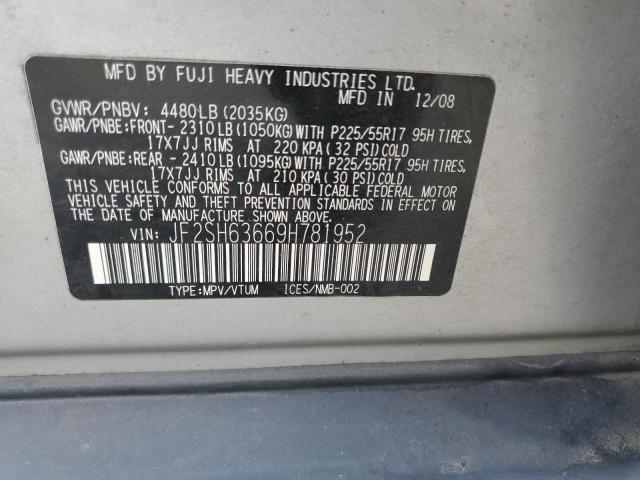 MFD BY FUJI HEAVY INDUSTRIES LTD.
MFD IN 12/08
GVWR/PNBV: 4480LB(2035KG)
GAWR/PNBE:FRONT-2310LB(1050KG)WITH P225/55R17 95H TIRES,
17X7JJ RIMS AT 220 KPA(32 PSI)COLD
GAWR/PNBE:REAR -2410LB(1095KG)WITH P225/55R17 95H TIRES,
17X7JJ RIMS AT 210 KPA(30 PSI)COLD
THIS VEHICLE CONFORMS TO ALL APPLICABLE FEDERAL MOTOR
VEHICLE SAFETY AND THEFT PREVENTION STANDARDS IN EFFECT
ON THE DATE OF MANUFACTURE SHOWN ABOVE.
VIN: JF2SH63669H781952
TYPE:MPV/VTUM ICES/NMB-002